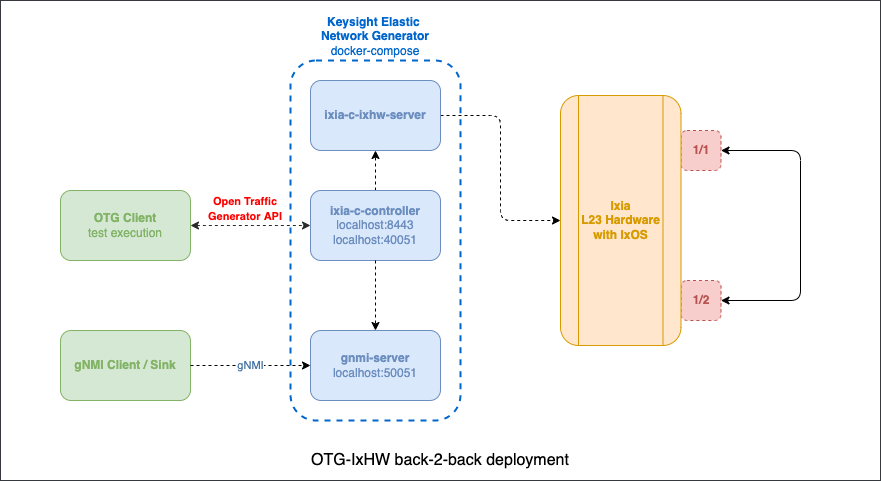 Keysight Elastic
Network Generator
docker-compose
ixia-c-ixhw-server
1/1
Open Traffic
Generator API
OTG Client
test execution
ixia-c-controller
localhost:8443
localhost:40051
Ixia
L23 Hardware
with IxOS
1/2
gNMI Client / Sink
gNMI
gnmi-server
localhost:50051
OTG-IxHW back-2-back deployment